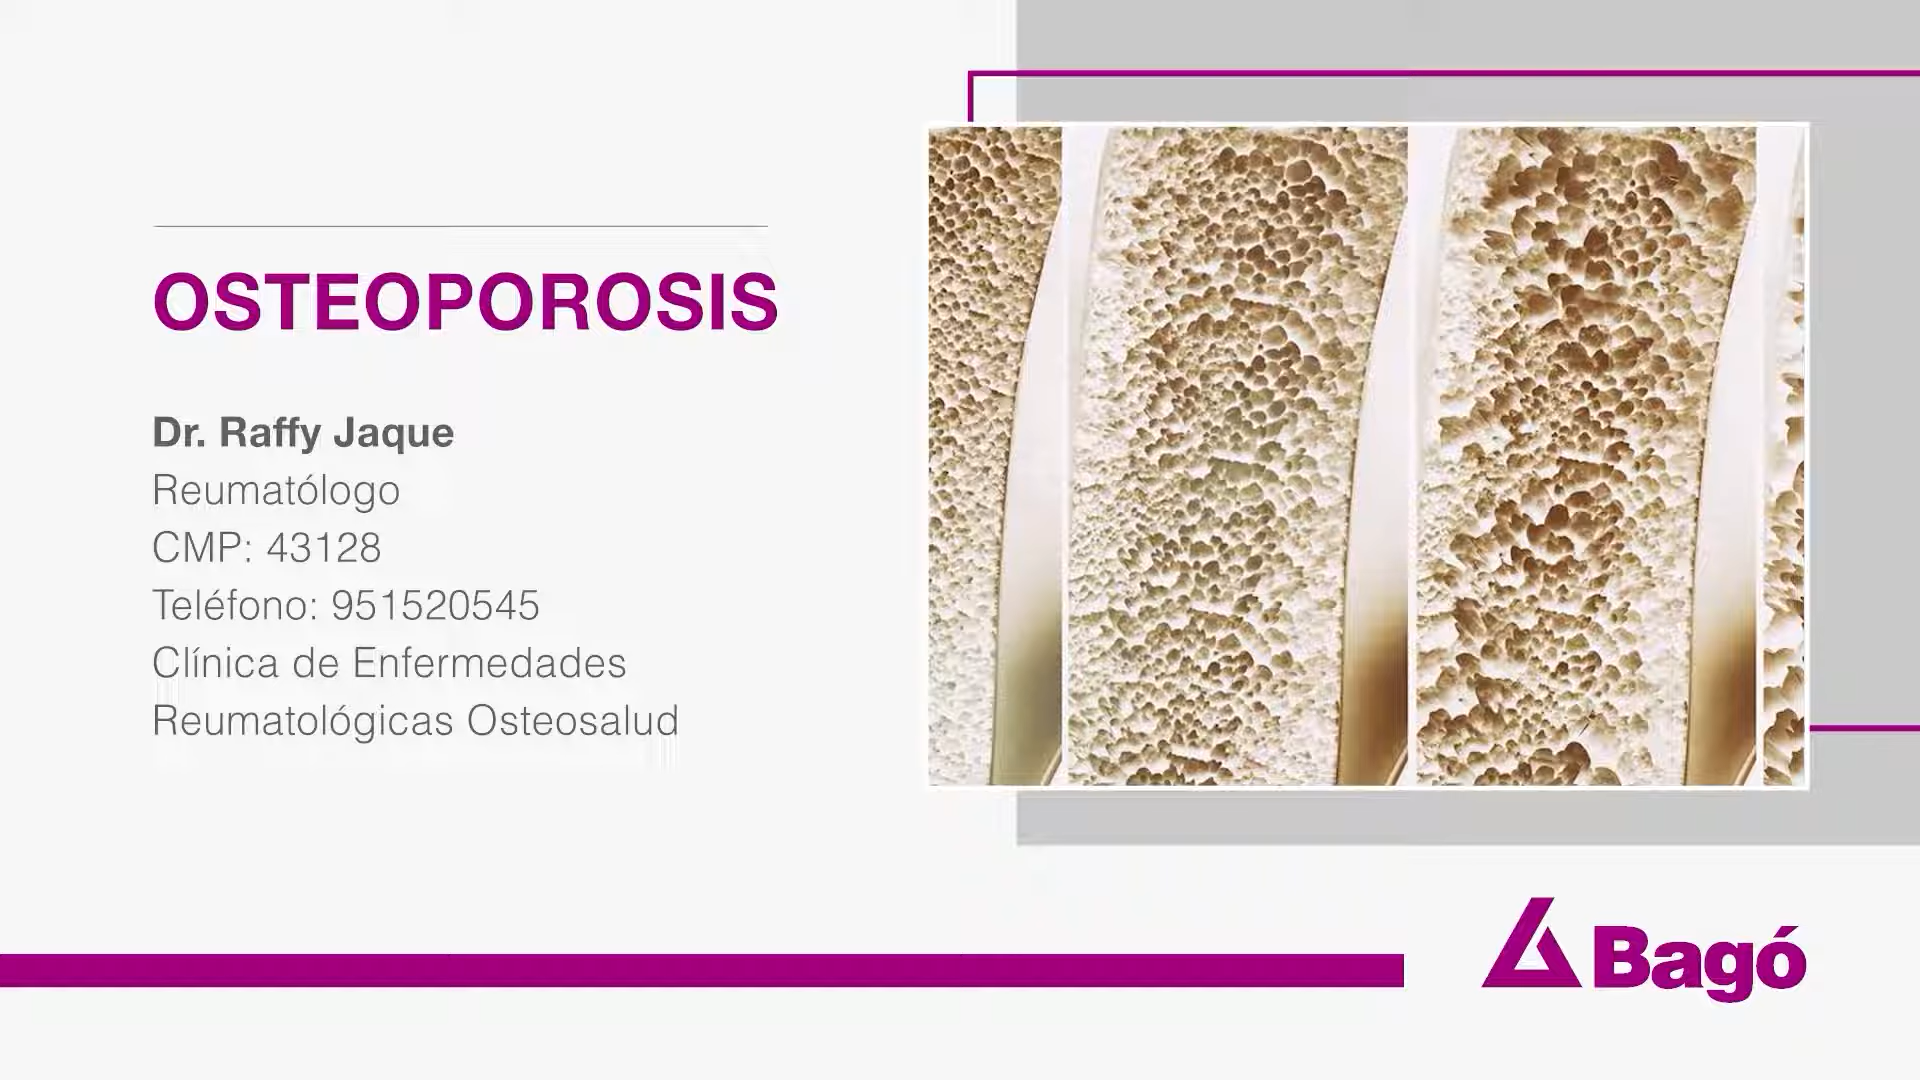 OSTEOPOROSIS
Dr. Raffy Jaque
Reumatólogo
CMP: 43128
Teléfono: 951520545
Clínica de Enfermedades
Reumatológicas Osteosalud
Bagó